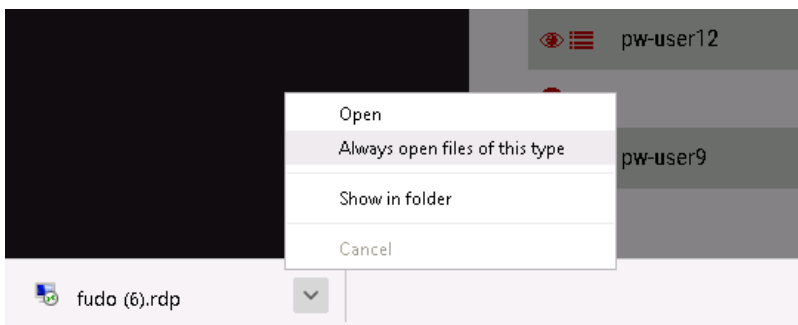 pw-user12
Open
Always open files of this type
pw-user9
Show in folder
Cancel
fudo (6).rdp